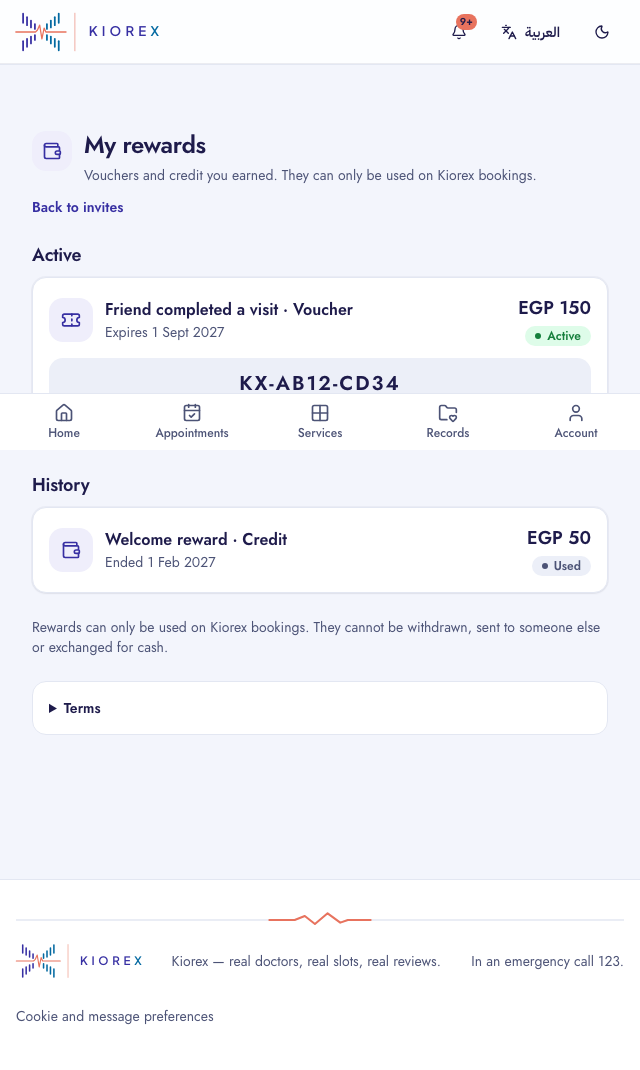 KIOREX
9+
العربية
My rewards
Vouchers and credit you earned. They can only be used on Kiorex bookings.
Back to invites
Active
Friend completed a visit · Voucher
EGP 150
Expires 1 Sept 2027
Active
KX-AB12-CD34
Home
Appointments
Services
Records
Account
History
Welcome reward · Credit
EGP 50
Ended 1 Feb 2027
Used
Rewards can only be used on Kiorex bookings. They cannot be withdrawn, sent to someone else
or exchanged for cash.
Terms
KIOREX
Kiorex — real doctors, real slots, real reviews.
In an emergency call 123.
Cookie and message preferences